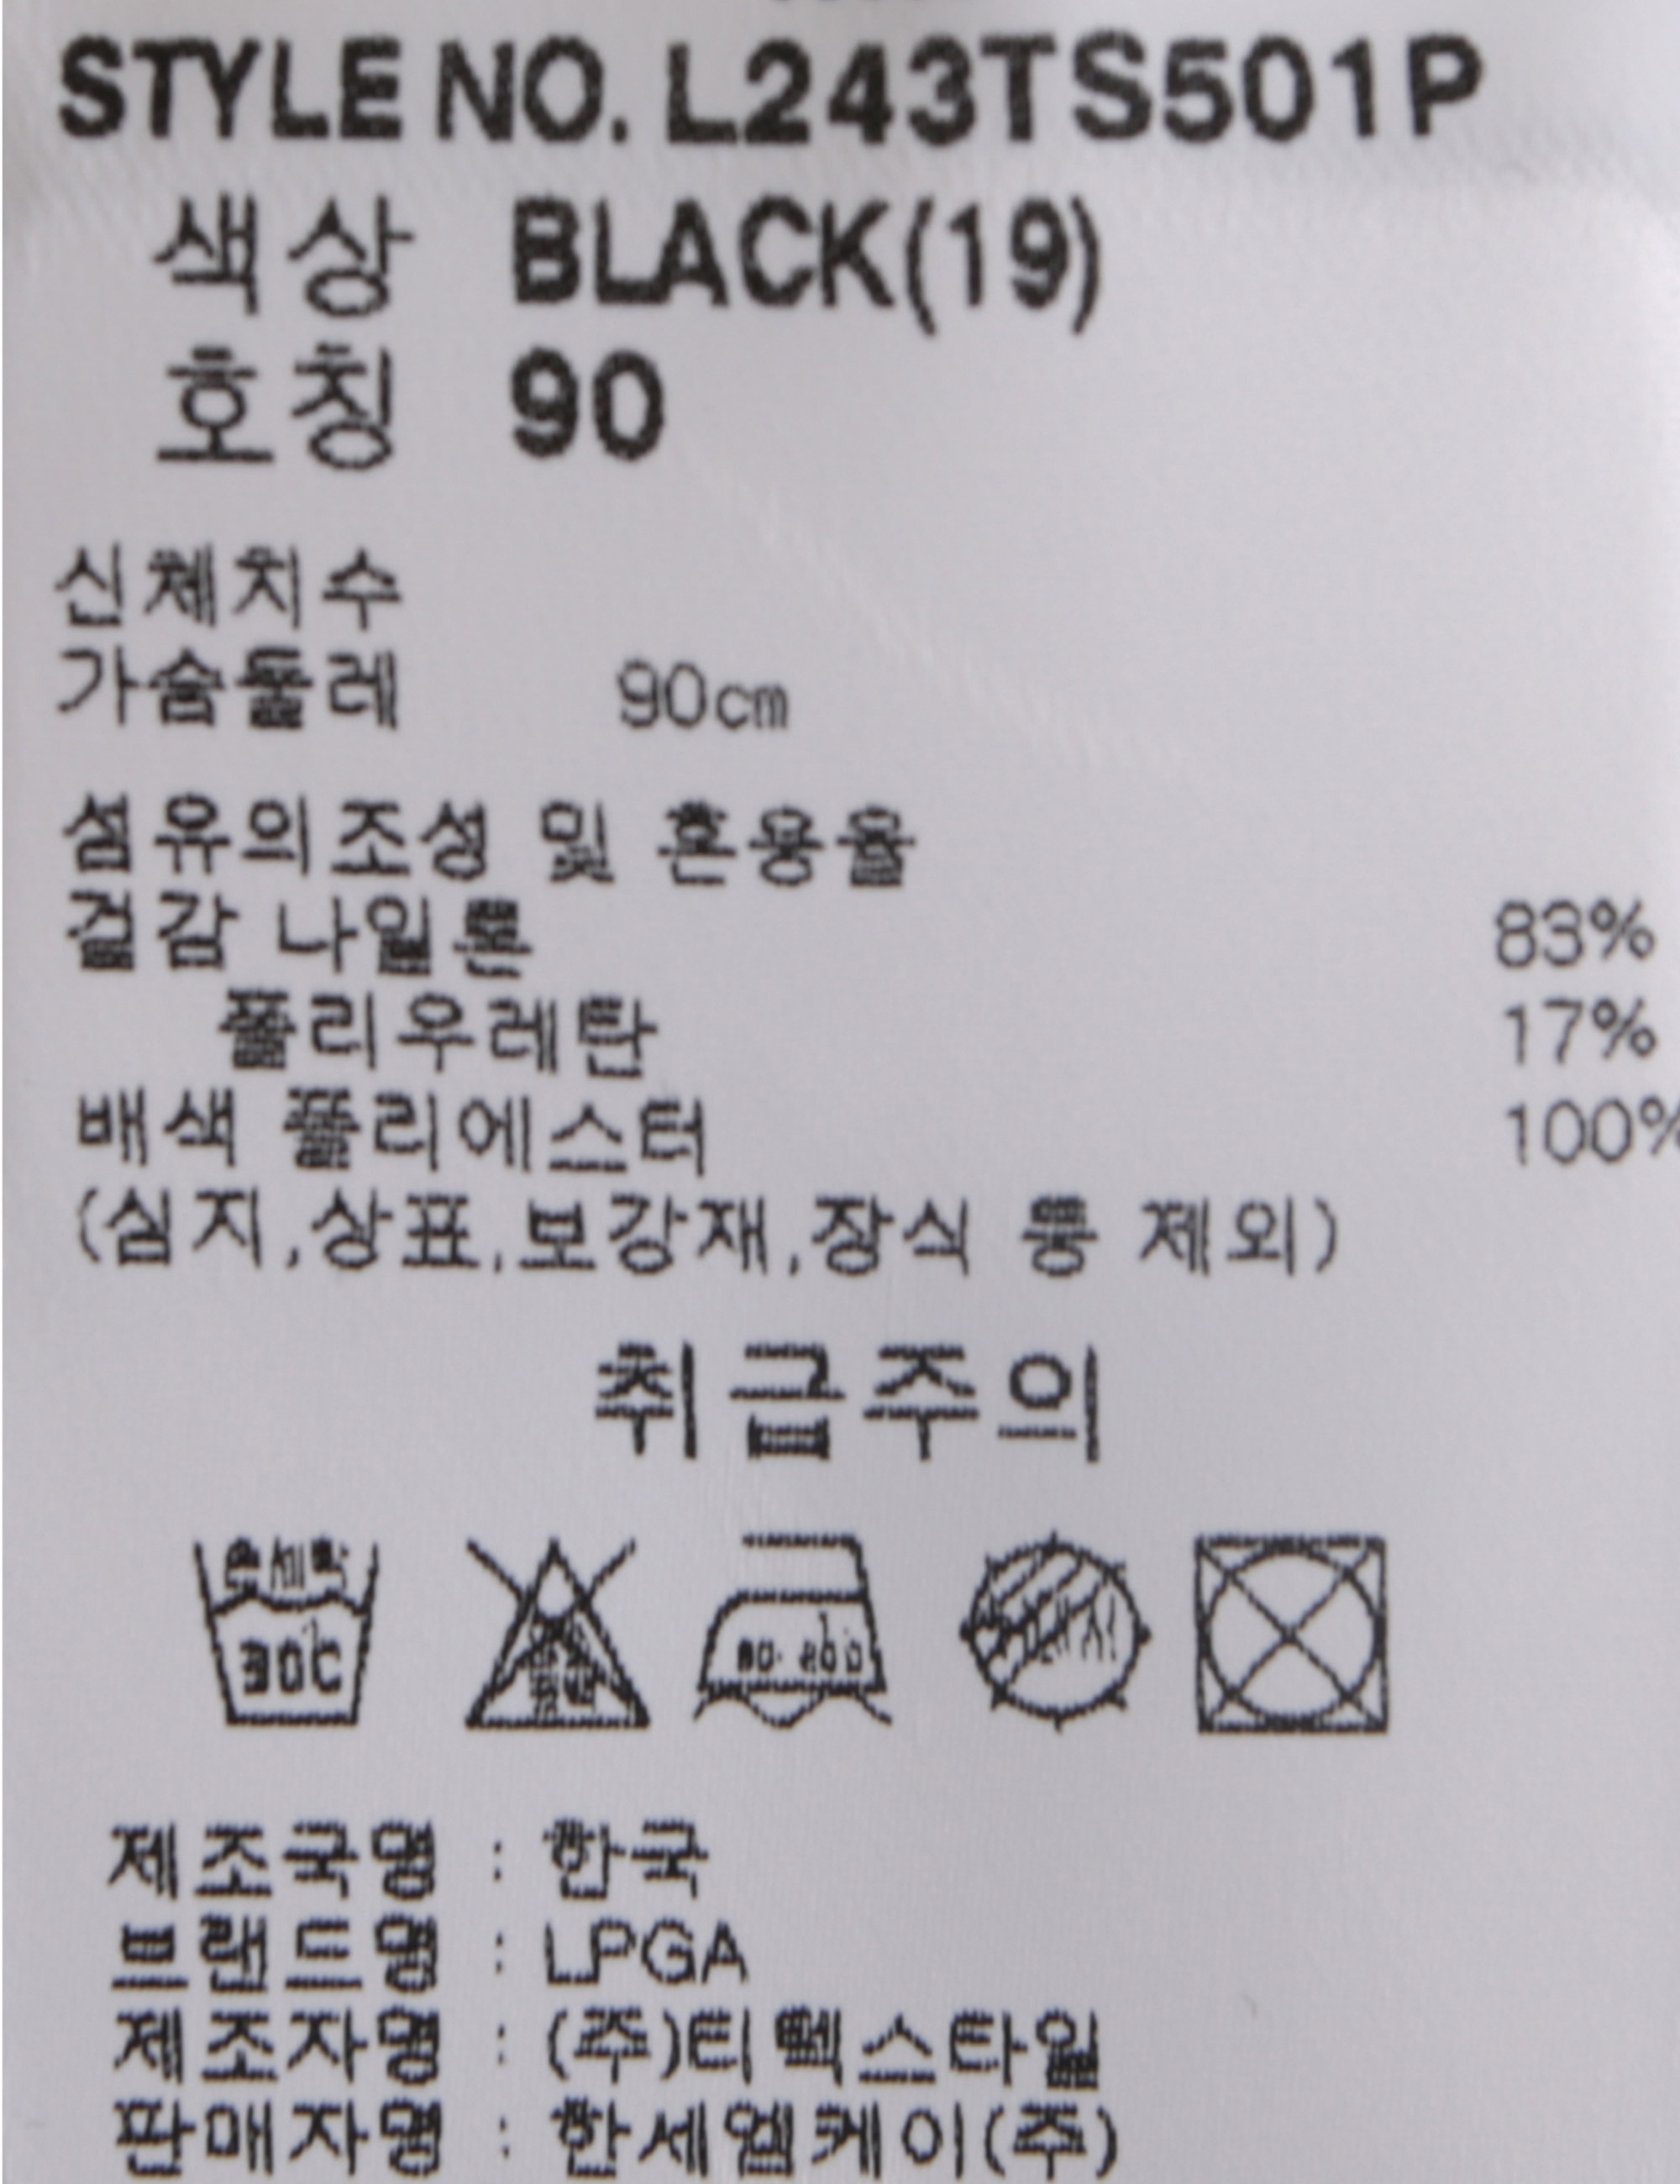 STYLE NO. L243TS501P
색상 BLACK(19)
호칭 90
신체치수
가슴둘레 90cm
섬유의조성 및 혼용율
겉감 나일론 83%
폴리우레탄 17%
배색 폴리에스터 100%
(심지,상표,보강재,장식 등 제외)
취급주의
손세탁
30℃
제조국명 : 한국
브랜드명 : LPGA
제조자명 : (주)티펙스타일
판매자명 : 한세엠케이(주)